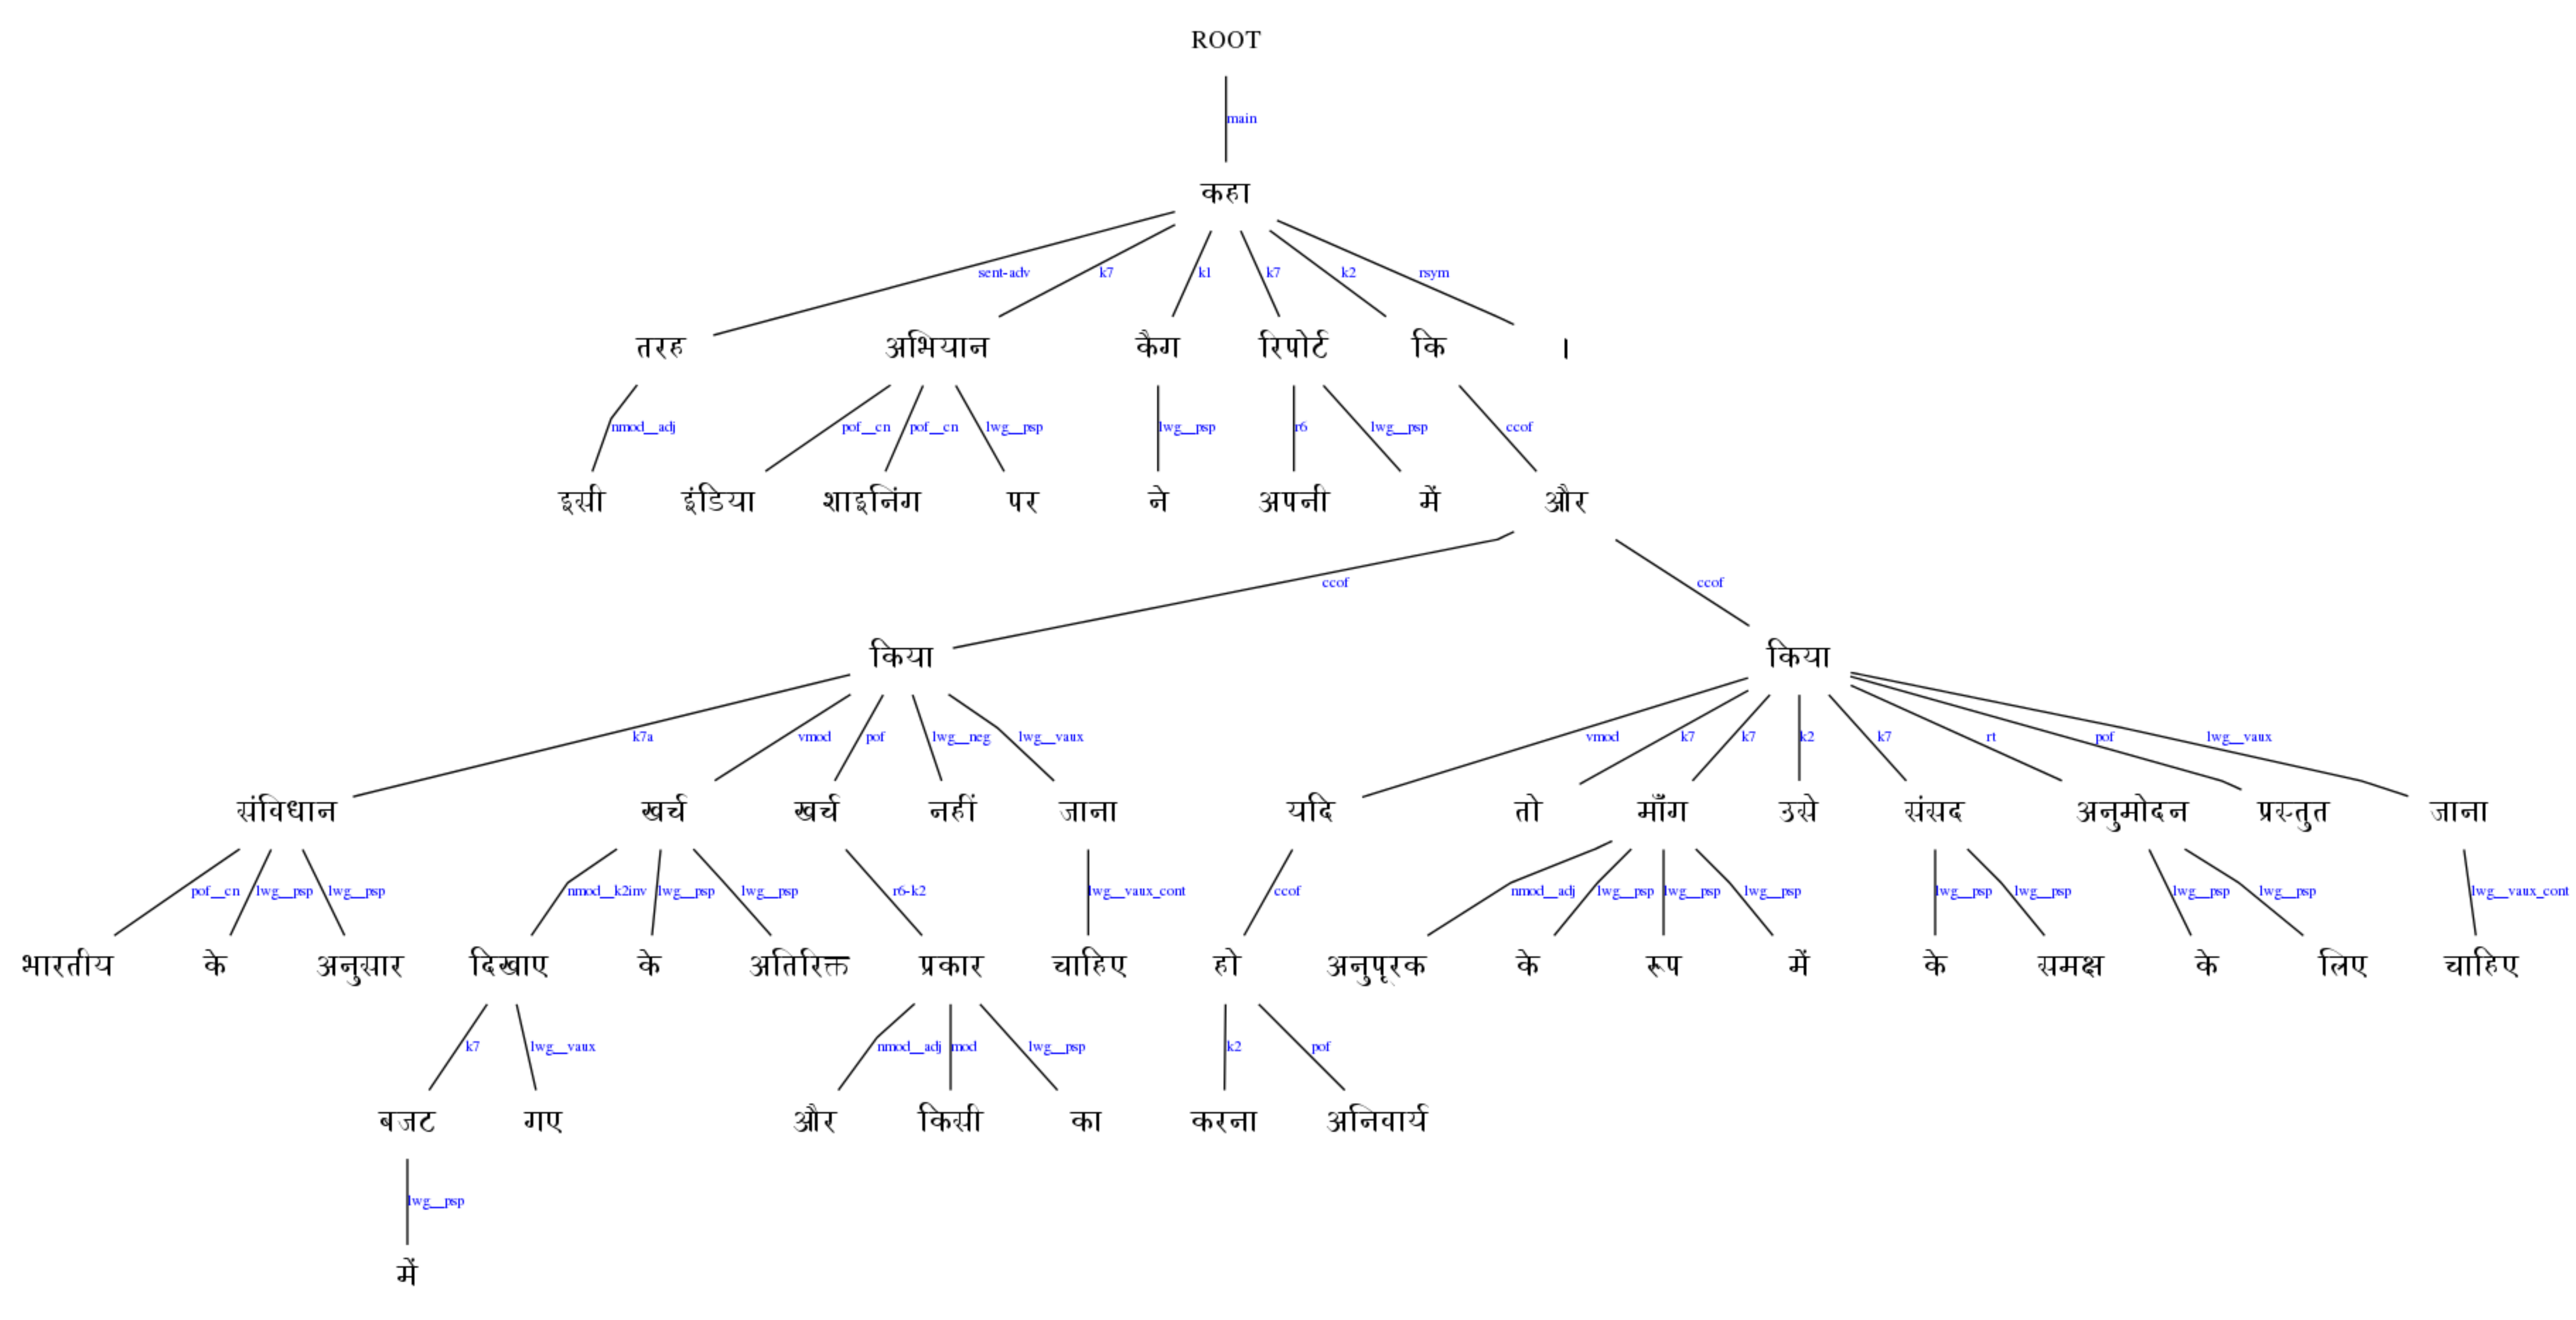 ROOT
main
कहा
sent-adv k7 k1 k7 k2 rsym
तरह अभियान कैग रिपोर्ट कि ।
nmod__adj pof__cn pof__cn lwg__psp lwg__psp r6 lwg__psp ccof
इसी इंडिया शाइनिंग पर ने अपनी में और
ccof ccof
किया किया
k7a vmod pof lwg__neg lwg__vaux vmod k7 k7 k2 k7 rt pof lwg__vaux
संविधान खर्च खर्च नहीं जाना यदि तो माँग उसे संसद अनुमोदन प्रस्तुत जाना
pof__cn lwg__psp lwg__psp nmod__k2inv lwg__psp lwg__psp r6-k2 lwg__vaux_cont ccof nmod__adj lwg__psp lwg__psp lwg__psp lwg__psp lwg__psp lwg__psp lwg__psp lwg__vaux_cont
भारतीय के अनुसार दिखाए के अतिरिक्त प्रकार चाहिए हो अनुपूरक के रूप में के समक्ष के लिए चाहिए
k7 lwg__vaux nmod__adj mod lwg__psp k2 pof
बजट गए और किसी का करना अनिवार्य
lwg__psp
में